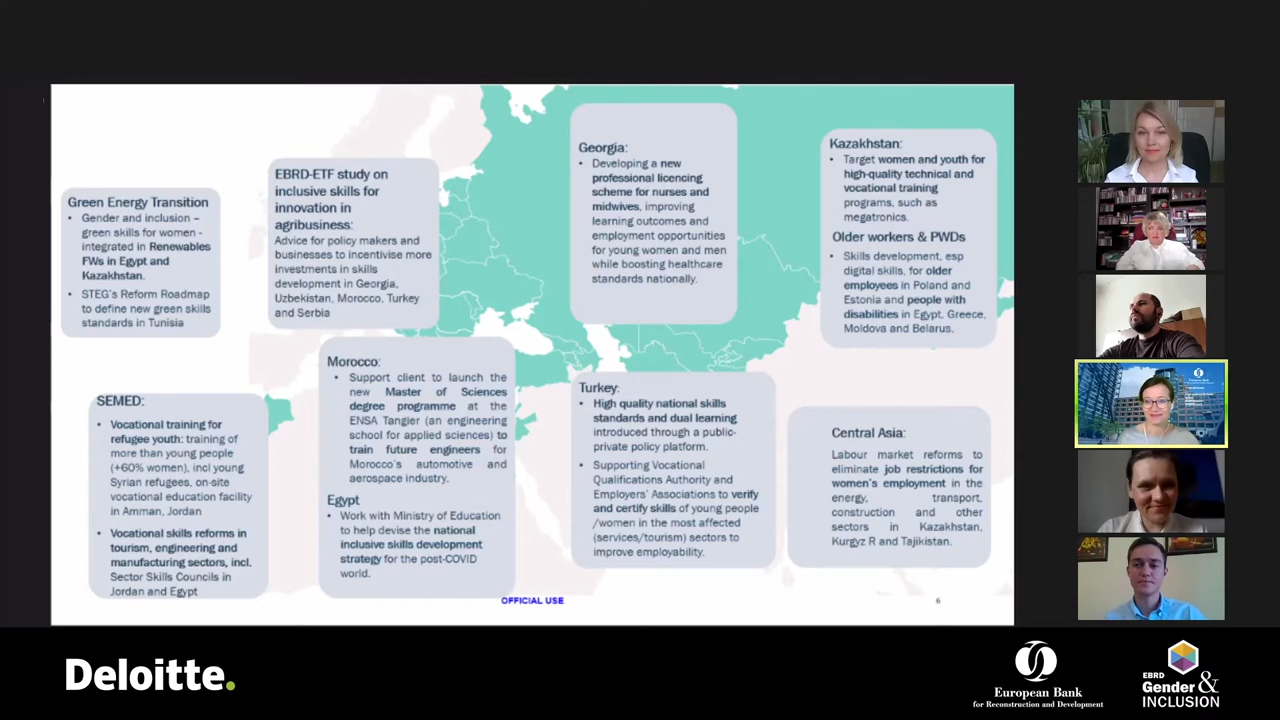 Green Energy Transition
• Gender and inclusion –
green skills for women -
integrated in Renewables
FWs in Egypt and
Kazakhstan.
• STEG's Reform Roadmap
to define new green skills
standards in Tunisia
EBRD-ETF study on
inclusive skills for
innovation in
agribusiness:
Advice for policy makers and
businesses to incentivise more
investments in skills
development in Georgia,
Uzbekistan, Morocco, Turkey
and Serbia
Georgia:
• Developing a new
professional licencing
scheme for nurses and
midwives, improving
learning outcomes and
employment opportunities
for young women and men
while boosting healthcare
standards nationally.
Kazakhstan:
• Target women and youth for
high-quality technical and
vocational training
programs, such as
megatronics.
Older workers & PWDs
• Skills development, esp
digital skills, for older
employees in Poland and
Estonia and people with
disabilities in Egypt, Greece,
Moldova and Belarus.
SEMED:
• Vocational training for
refugee youth: training of
more than young people
(+60% women), incl young
Syrian refugees, on-site
vocational education facility
in Amman, Jordan
• Vocational skills reforms in
tourism, engineering and
manufacturing sectors, incl.
Sector Skills Councils in
Jordan and Egypt
Morocco:
• Support client to launch the
new Master of Sciences
degree programme at the
ENSA Tangier (an engineering
school for applied sciences) to
train future engineers for
Morocco's automotive and
aerospace industry.
Egypt
• Work with Ministry of Education
to help devise the national
inclusive skills development
strategy for the post-COVID
world.
Turkey:
• High quality national skills
standards and dual learning
introduced through a public-
private policy platform.
• Supporting Vocational
Qualifications Authority and
Employers' Associations to verify
and certify skills of young people
/women in the most affected
(services/tourism) sectors to
improve employability.
Central Asia:
Labour market reforms to
eliminate job restrictions for
women's employment in the
energy, transport,
construction and other
sectors in Kazakhstan,
Kurgyz R and Tajikistan.
OFFICIAL USE
6
Deloitte.
European Bank
for Reconstruction and Development
EBRD
Gender &
INCLUSION